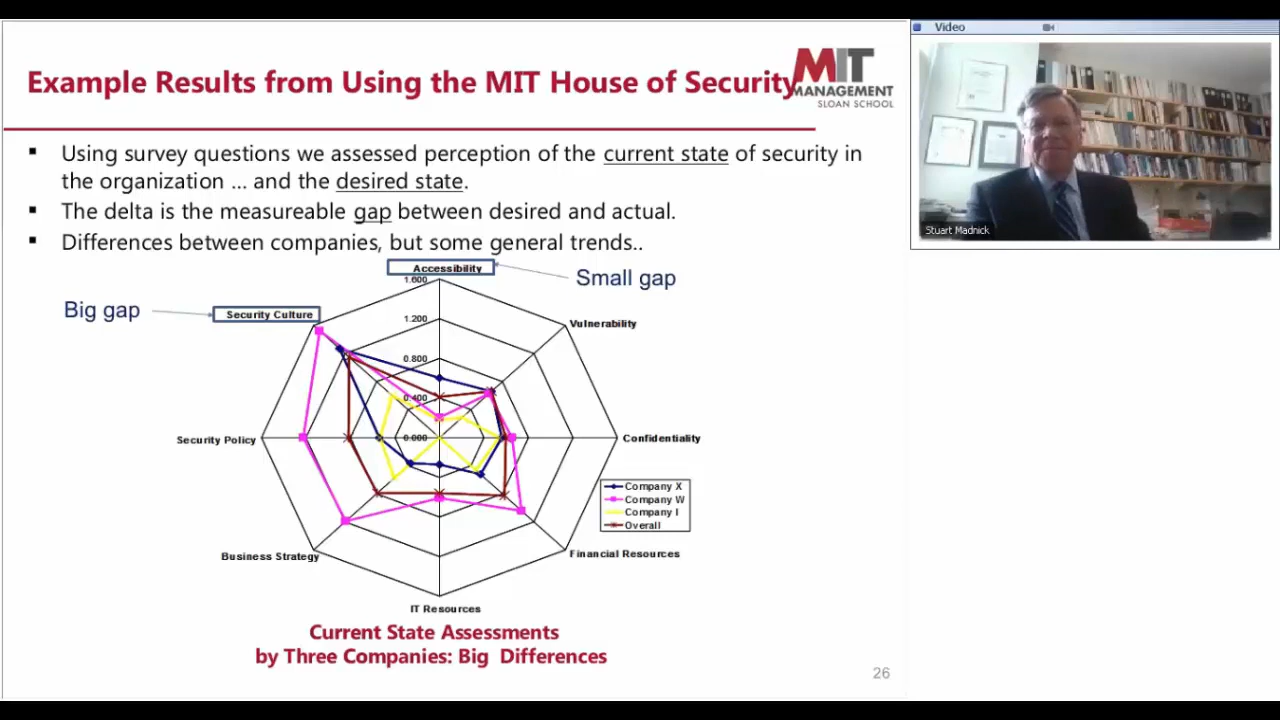 Example Results from Using the MIT House of Security
MIT
MANAGEMENT
SLOAN SCHOOL
Video
Stuart Madnick
▪ Using survey questions we assessed perception of the current state of security in
the organization ... and the desired state.
▪ The delta is the measureable gap between desired and actual.
▪ Differences between companies, but some general trends..
Accessibility
Small gap
Big gap
Security Culture
1.600
Vulnerability
1.200
0.800
0.400
Security Policy
0.000
Confidentiality
Company X
Company W
Company I
Overall
Business Strategy
Financial Resources
IT Resources
Current State Assessments
by Three Companies: Big Differences
26